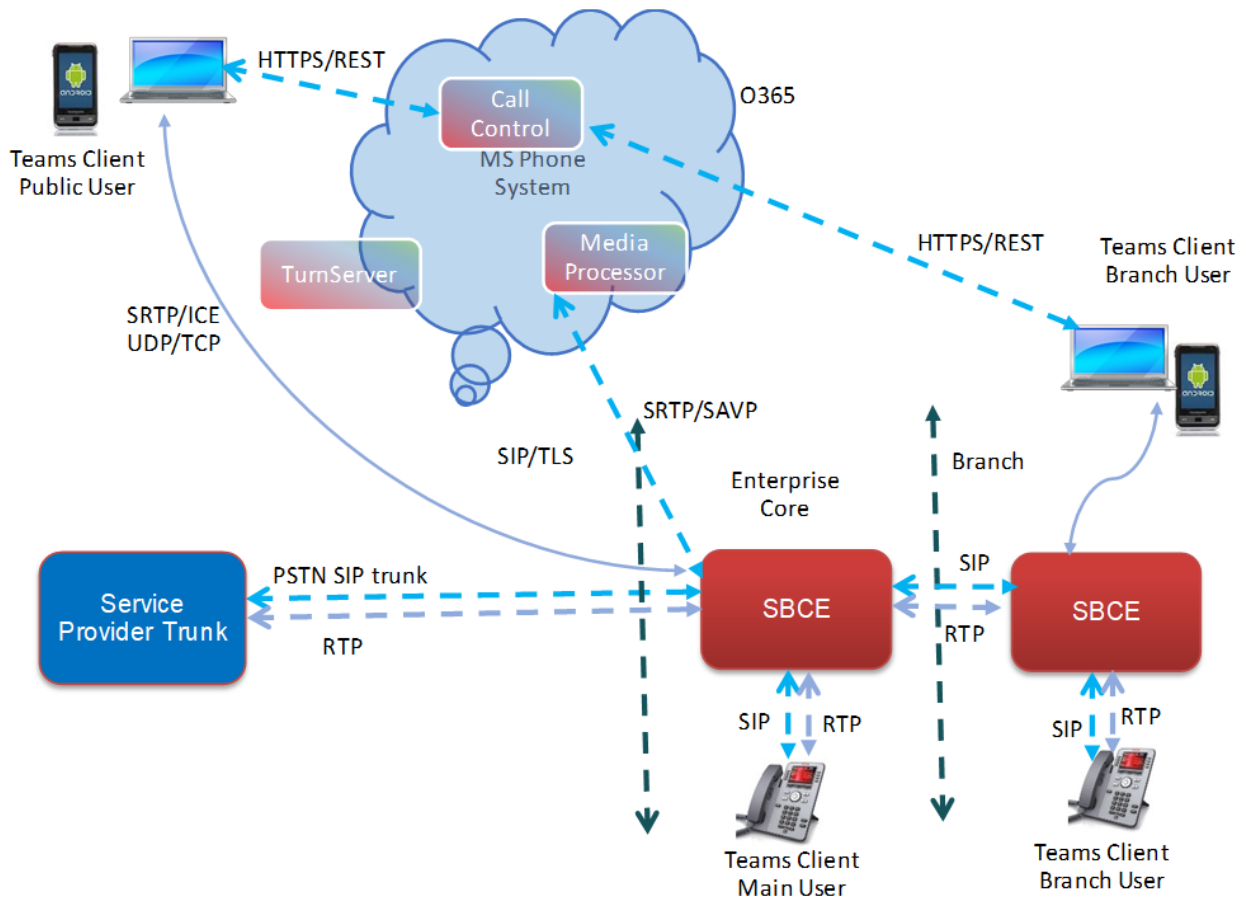 HTTPS/REST
O365
Call
Control
MS Phone
System
Teams Client
Public User
TurnServer
Media
Processor
HTTPS/REST
Teams Client
Branch User
SRTP/ICE
UDP/TCP
SRTP/SAVP
SIP/TLS
Enterprise
Core
Branch
Service
Provider Trunk
PSTN SIP trunk
RTP
SBCE
SIP
RTP
SBCE
SIP
RTP
SIP
RTP
Teams Client
Main User
Teams Client
Branch User